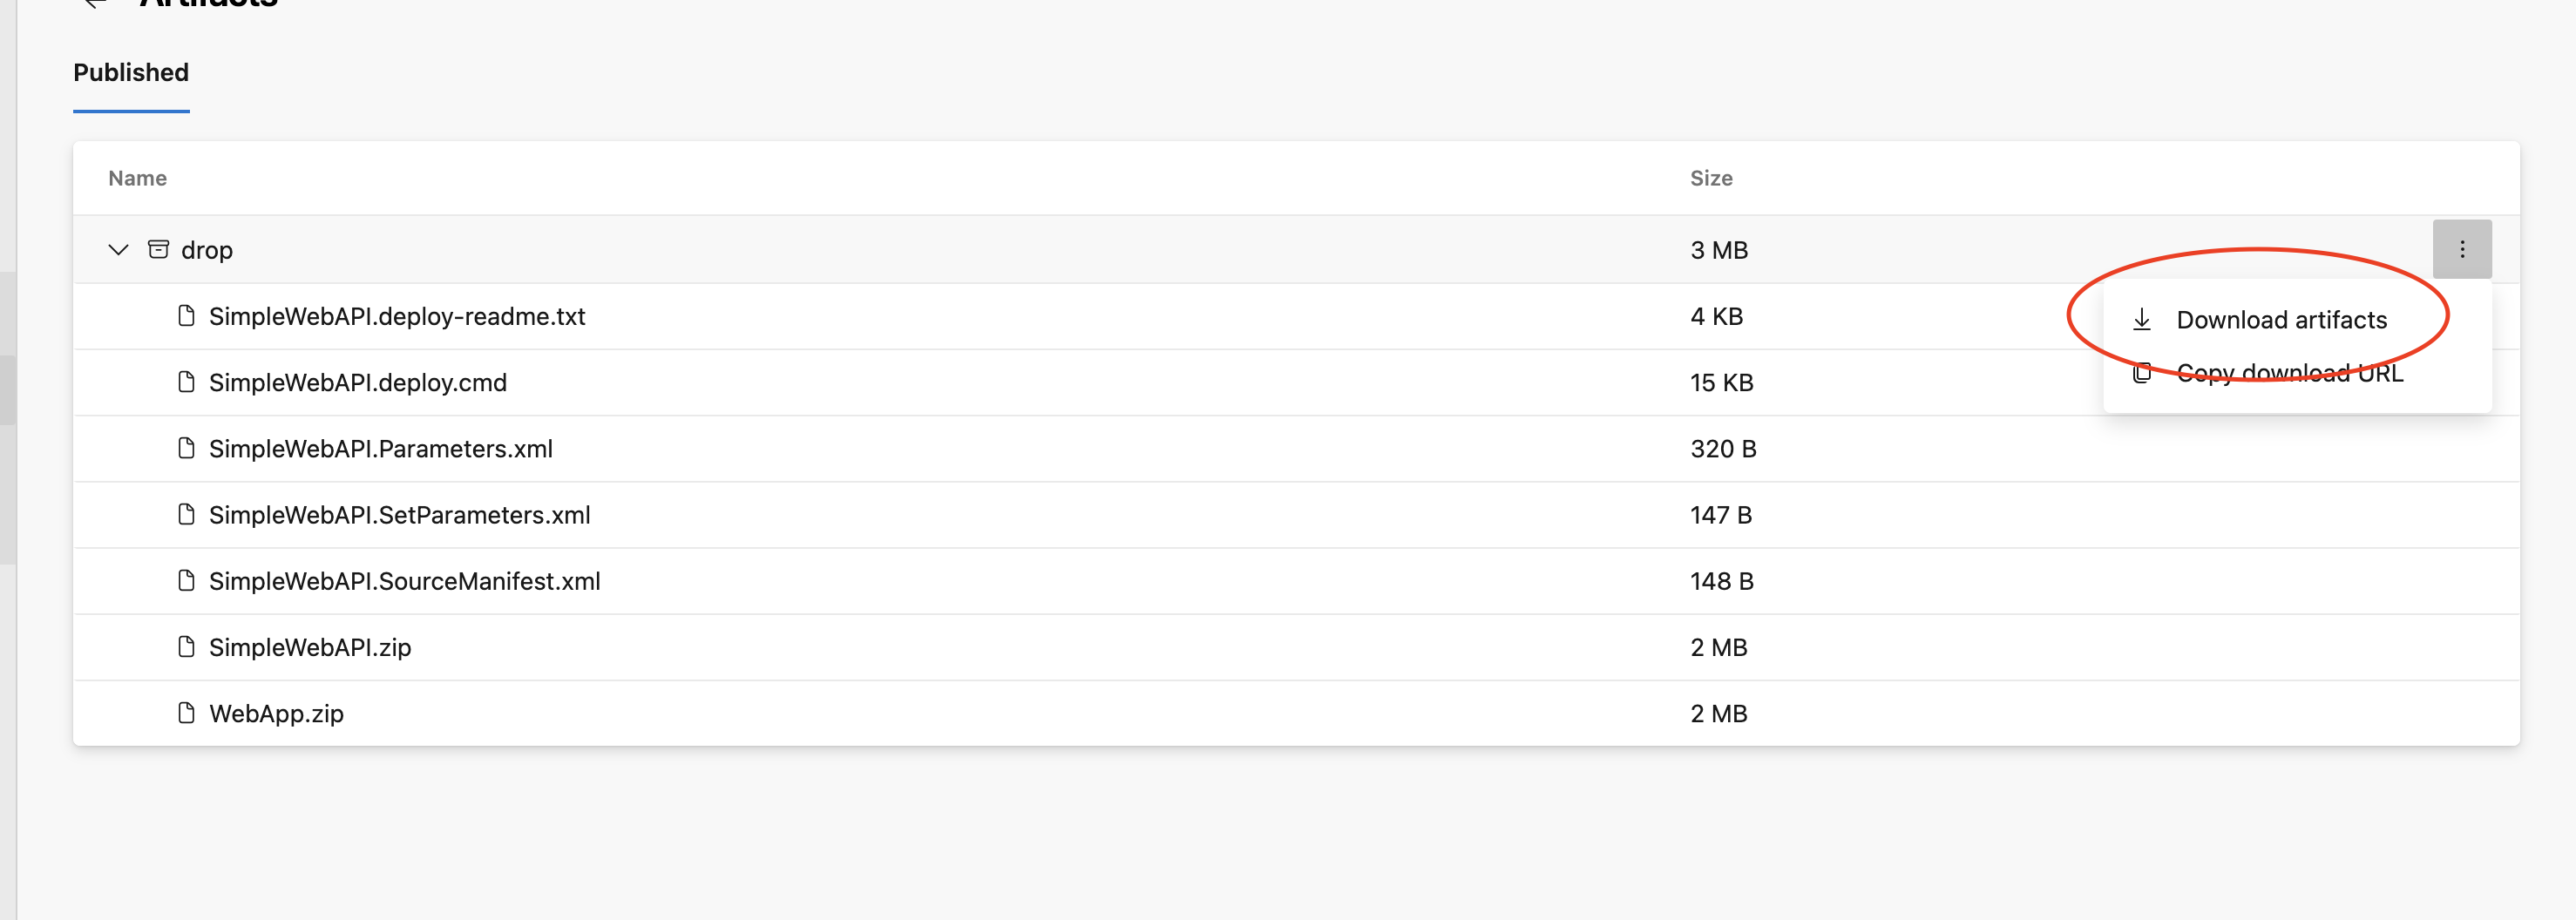 Artifacts
Published
Name Size
drop 3 MB
SimpleWebAPI.deploy-readme.txt 4 KB
Download artifacts
SimpleWebAPI.deploy.cmd 15 KB
Copy download URL
SimpleWebAPI.Parameters.xml 320 B
SimpleWebAPI.SetParameters.xml 147 B
SimpleWebAPI.SourceManifest.xml 148 B
SimpleWebAPI.zip 2 MB
WebApp.zip 2 MB